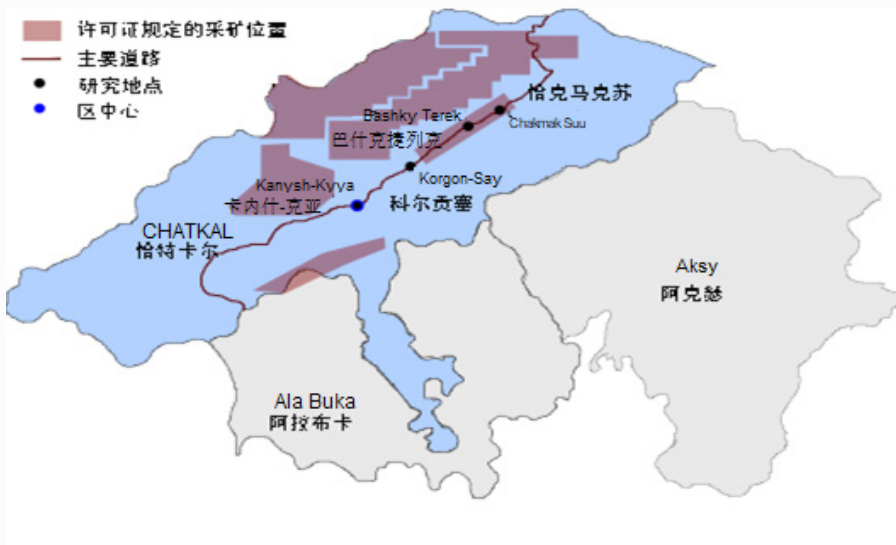 许可证规定的采矿位置
主要道路
研究地点
区中心
恰克马克苏
Chakmak Suu
Bashky Terek
巴什克捷列克
Kanysh-Kyya
卡内什-克亚
Korgon-Say
科尔贡塞
CHATKAL
恰特卡尔
Aksy
阿克瑟
Ala Buka
阿拉布卡